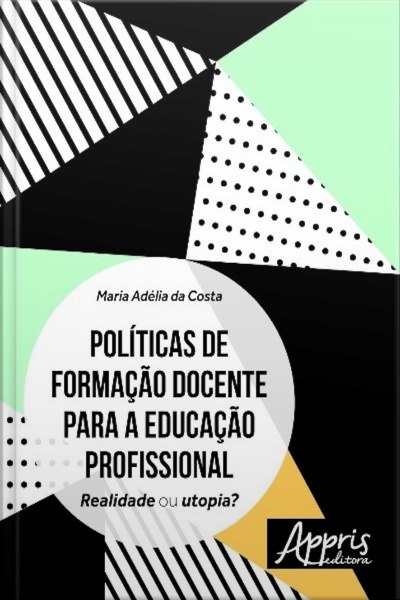 Maria Adélia da Costa
POLÍTICAS DE
FORMAÇÃO DOCENTE
PARA A EDUCAÇÃO
PROFISSIONAL
Realidade ou utopia?
Appris
editora